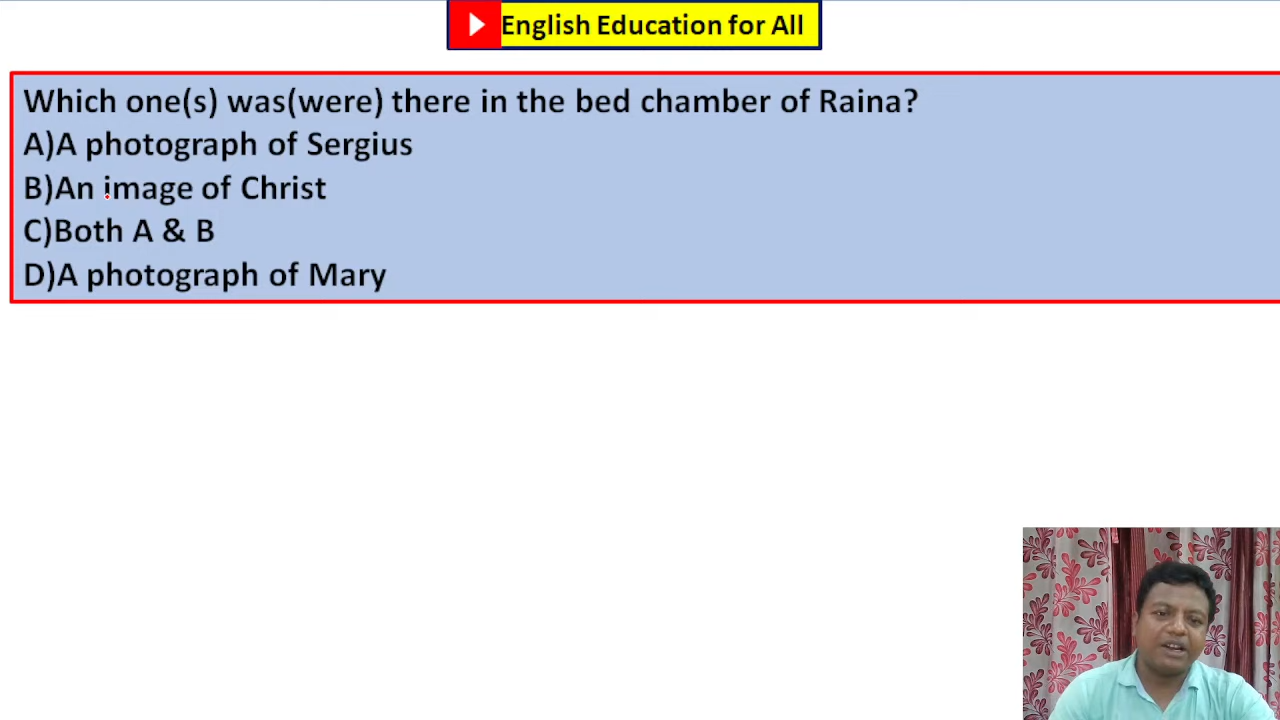 English Education for All
Which one(s) was(were) there in the bed chamber of Raina?
A)A photograph of Sergius
B)An image of Christ
C)Both A & B
D)A photograph of Mary